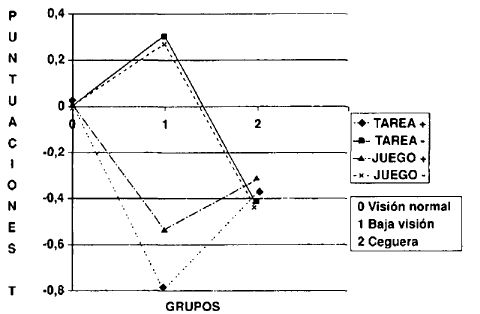 PUNTUACIONES T
0,4
0,2
0
-0,2
-0,4
-0,6
-0,8
0
1
2
GRUPOS
TAREA +
TAREA -
JUEGO +
JUEGO -
0 Visión normal
1 Baja visión
2 Ceguera